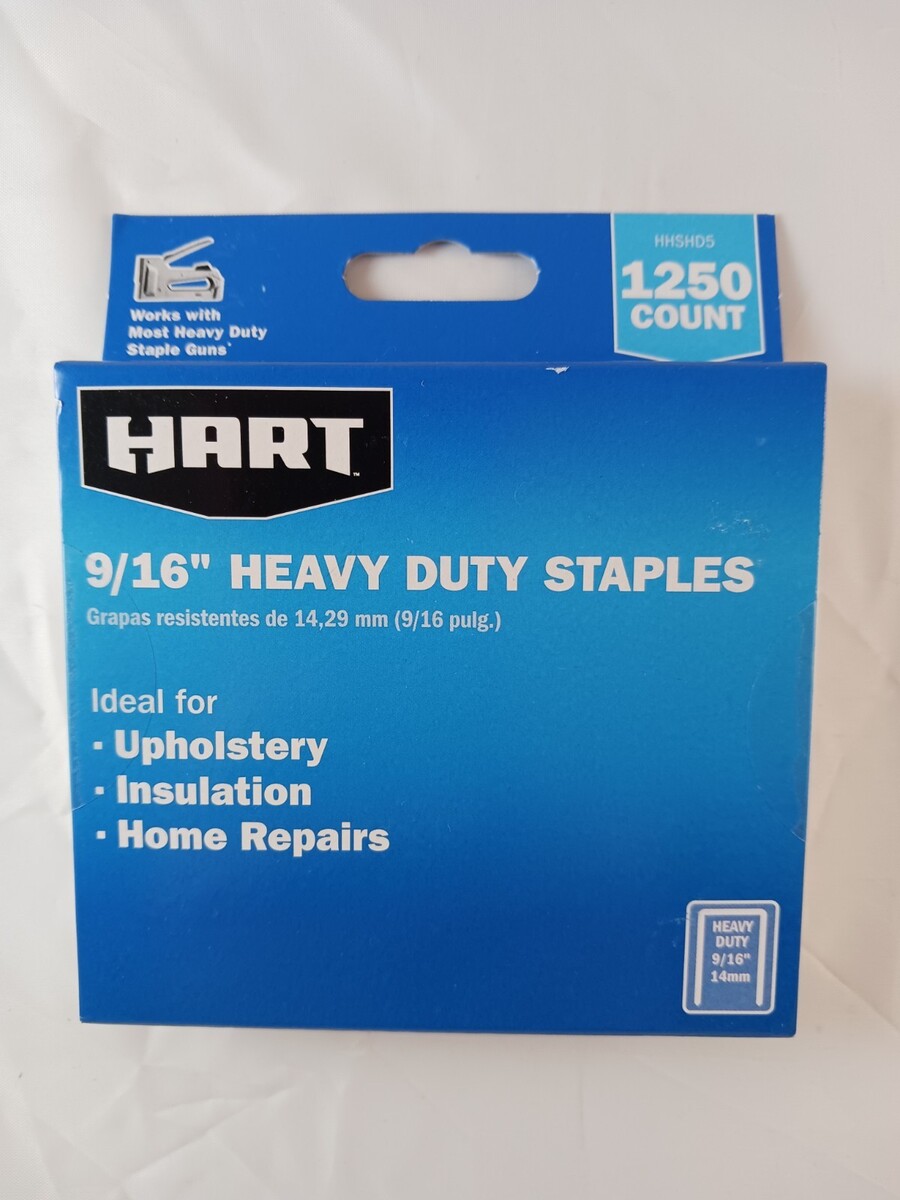 HHSHD5
1250
COUNT
Works with
Most Heavy Duty
Staple Guns*
HART™
9/16" HEAVY DUTY STAPLES
Grapas resistentes de 14,29 mm (9/16 pulg.)
Ideal for
· Upholstery
· Insulation
· Home Repairs
HEAVY
DUTY
9/16"
14mm